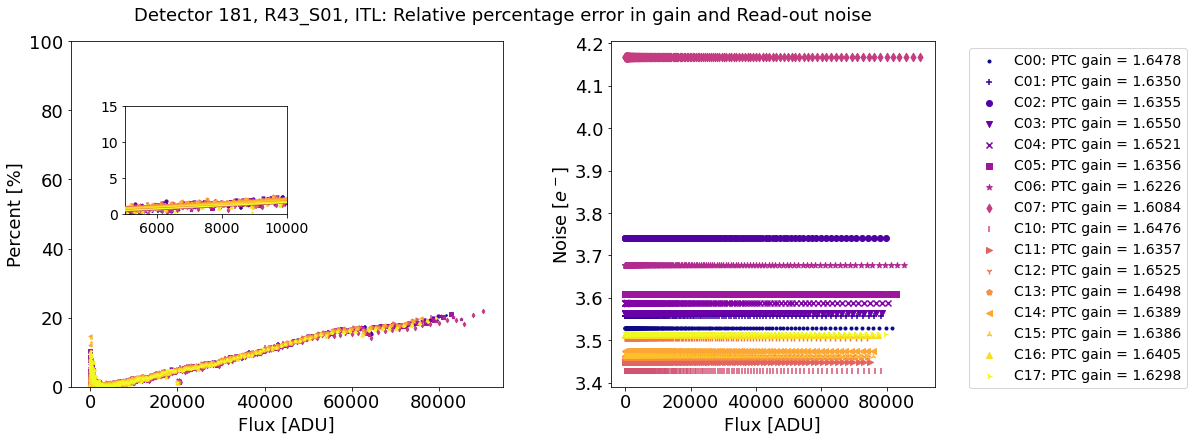 Detector 181, R43_S01, ITL: Relative percentage error in gain and Read-out noise
100
80
60
40
20
0
Percent [%]
0
20000
40000
60000
80000
Flux [ADU]
15
10
5
0
6000
8000
10000
4.2
4.1
4.0
3.9
3.8
3.7
3.6
3.5
3.4
Noise [e⁻]
0
20000
40000
60000
80000
Flux [ADU]
C00: PTC gain = 1.6478
C01: PTC gain = 1.6350
C02: PTC gain = 1.6355
C03: PTC gain = 1.6550
C04: PTC gain = 1.6521
C05: PTC gain = 1.6356
C06: PTC gain = 1.6226
C07: PTC gain = 1.6084
C10: PTC gain = 1.6476
C11: PTC gain = 1.6357
C12: PTC gain = 1.6525
C13: PTC gain = 1.6498
C14: PTC gain = 1.6389
C15: PTC gain = 1.6386
C16: PTC gain = 1.6405
C17: PTC gain = 1.6298